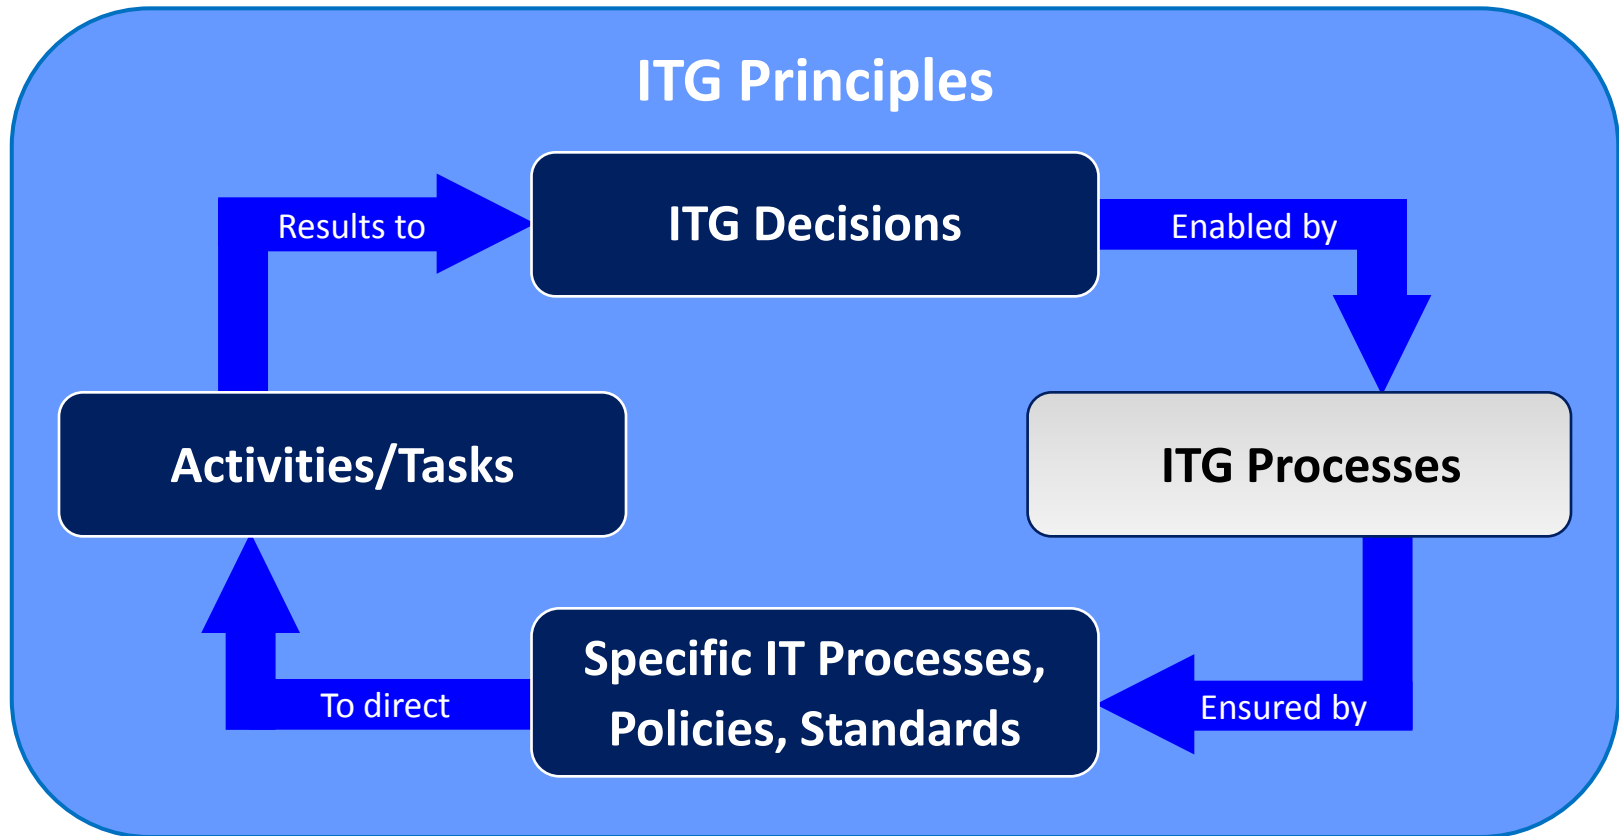 ITG Principles
ITG Decisions
Results to
Enabled by
Activities/Tasks
ITG Processes
Specific IT Processes,
Policies, Standards
To direct
Ensured by